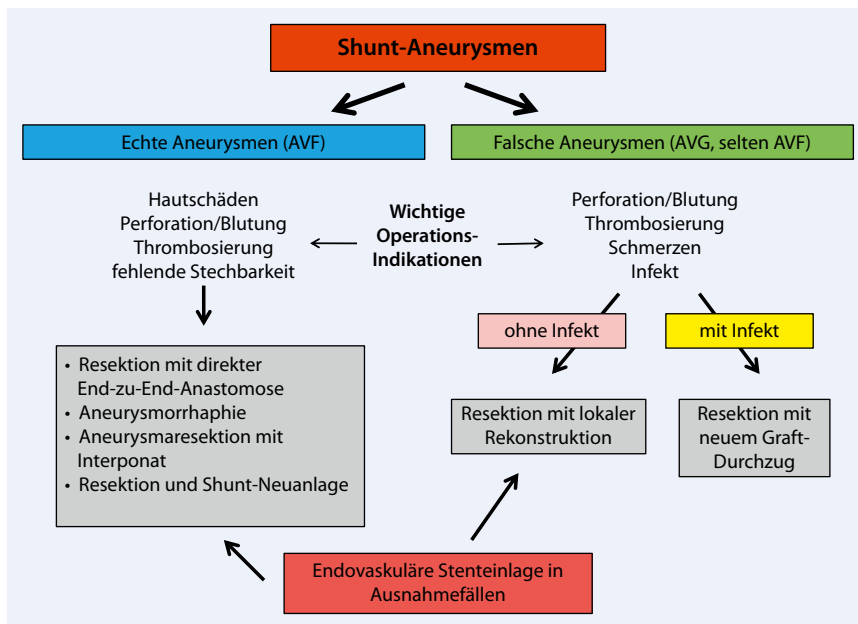 Shunt-Aneurysmen
Echte Aneurysmen (AVF)
Falsche Aneurysmen (AVG, selten AVF)
Hautschäden
Perforation/Blutung
Thrombosierung
fehlende Stechbarkeit
Wichtige
Operations-
Indikationen
Perforation/Blutung
Thrombosierung
Schmerzen
Infekt
ohne Infekt
mit Infekt
• Resektion mit direkter
End-zu-End-Anastomose
• Aneurysmorrhaphie
• Aneurysmaresektion mit
Interponat
• Resektion und Shunt-Neuanlage
Resektion mit lokaler
Rekonstruktion
Resektion mit
neuem Graft-
Durchzug
Endovaskuläre Stenteinlage in
Ausnahmefällen